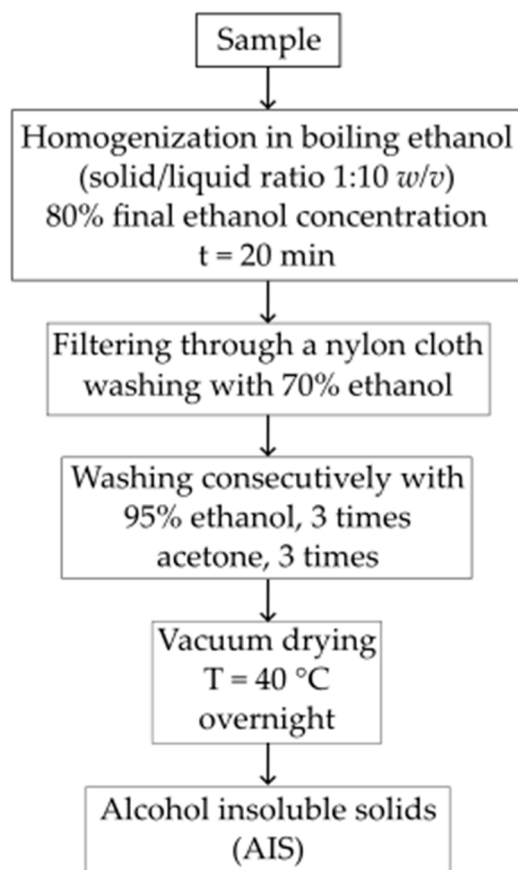 Sample
Homogenization in boiling ethanol
(solid/liquid ratio 1:10 w/v)
80% final ethanol concentration
t = 20 min
Filtering through a nylon cloth
washing with 70% ethanol
Washing consecutively with
95% ethanol, 3 times
acetone, 3 times
Vacuum drying
T = 40 °C
overnight
Alcohol insoluble solids
(AIS)